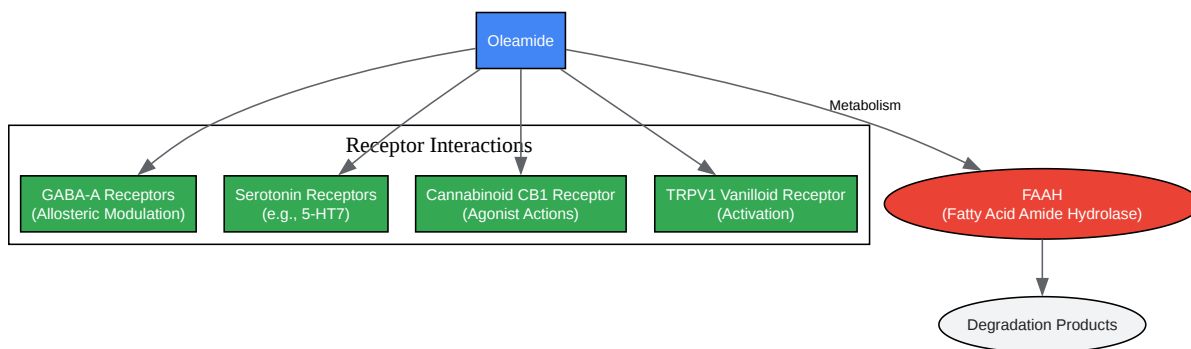 Oleamide
Metabolism
Receptor Interactions
GABA-A Receptors
(Allosteric Modulation)
Serotonin Receptors
(e.g., 5-HT7)
Cannabinoid CB1 Receptor
(Agonist Actions)
TRPV1 Vanilloid Receptor
(Activation)
FAAH
(Fatty Acid Amide Hydrolase)
Degradation Products